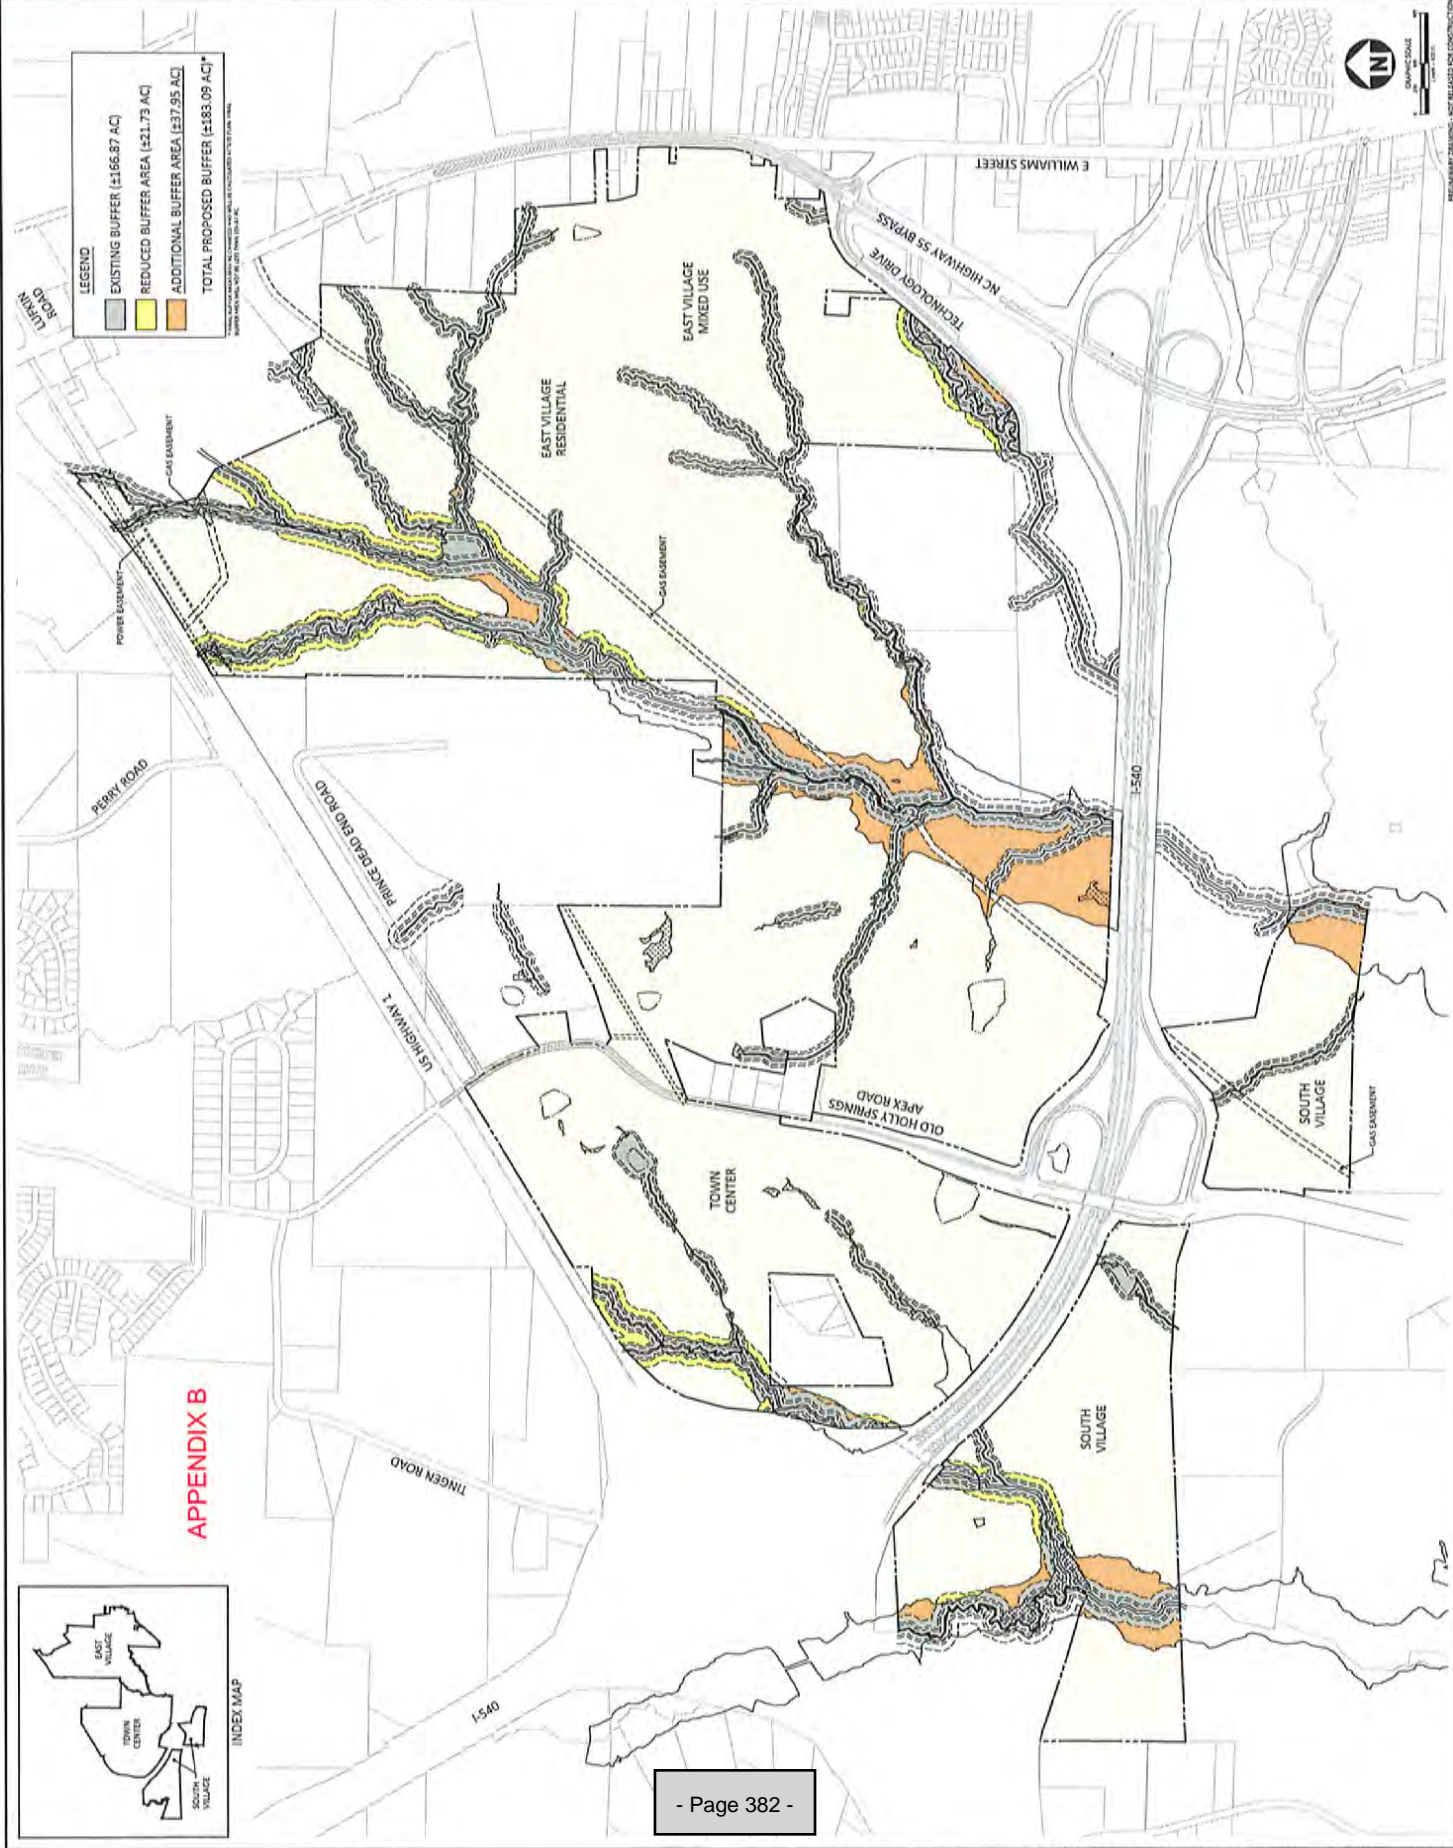 LEGEND
EXISTING BUFFER (±166.87 AC)
REDUCED BUFFER AREA (±21.73 AC)
ADDITIONAL BUFFER AREA (±37.95 AC)
TOTAL PROPOSED BUFFER (±183.09 AC)*
LUFKIN
ROAD
GAS EASEMENT
POWER EASEMENT
PERRY ROAD
PRINCE DEAD END ROAD
US HIGHWAY 1
EAST VILLAGE
RESIDENTIAL
EAST VILLAGE
MIXED USE
GAS EASEMENT
E WILLIAMS STREET
NC HIGHWAY 55 BYPASS
TECHNOLOGY DRIVE
I-540
OLD HOLLY SPRINGS
APEX ROAD
TOWN
CENTER
SOUTH
VILLAGE
GAS EASEMENT
SOUTH
VILLAGE
TINGEN ROAD
I-540
APPENDIX B
EAST
VILLAGE
TOWN
CENTER
SOUTH
VILLAGE
INDEX MAP
N
GRAPHIC SCALE
- Page 382 -